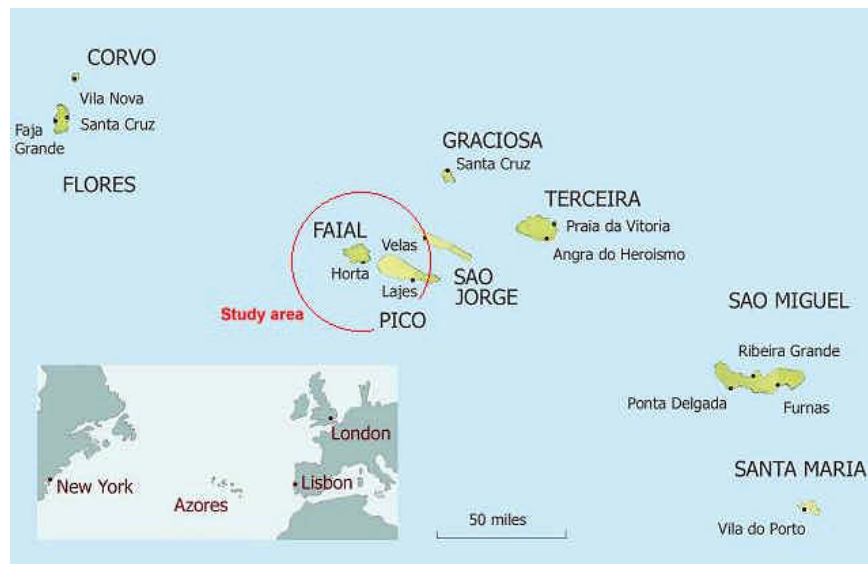 CORVO
Vila Nova
Faja
Grande
Santa Cruz
FLORES
GRACIOSA
Santa Cruz
TERCEIRA
Praia da Vitoria
Angra do Heroismo
FAIAL
Velas
Horta
Lajes
SAO
JORGE
PICO
Study area
SAO MIGUEL
Ribeira Grande
Ponta Delgada
Furnas
SANTA MARIA
Vila do Porto
London
New York
Lisbon
Azores
50 miles